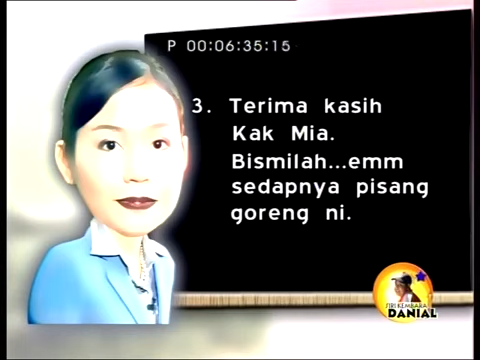 P 00:06:35:15
3. Terima kasih
Kak Mia.
Bismilah...emm
sedapnya pisang
goreng ni.
SIRI KEMBARA
DANIAL